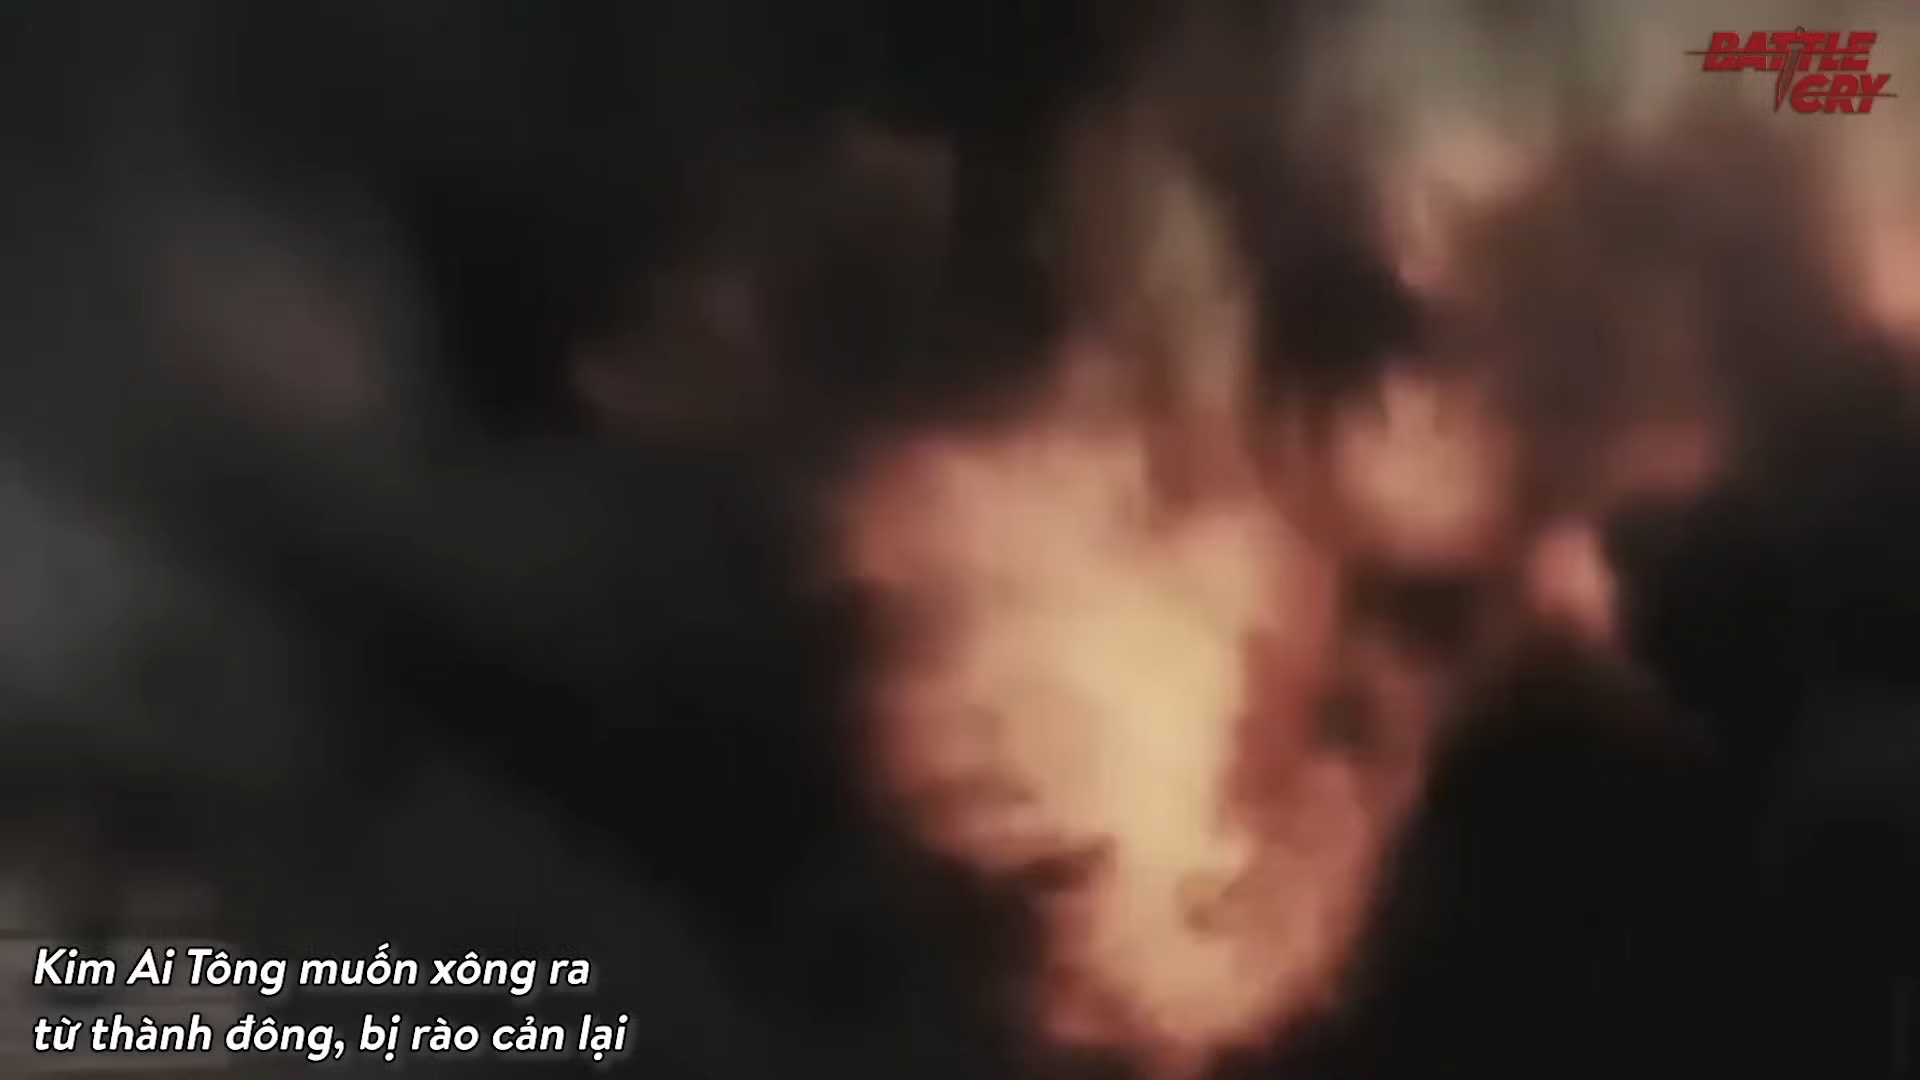 BATTLE
CRY
Kim Ai Tông muốn xông ra
từ thành đông, bị rào cản lại